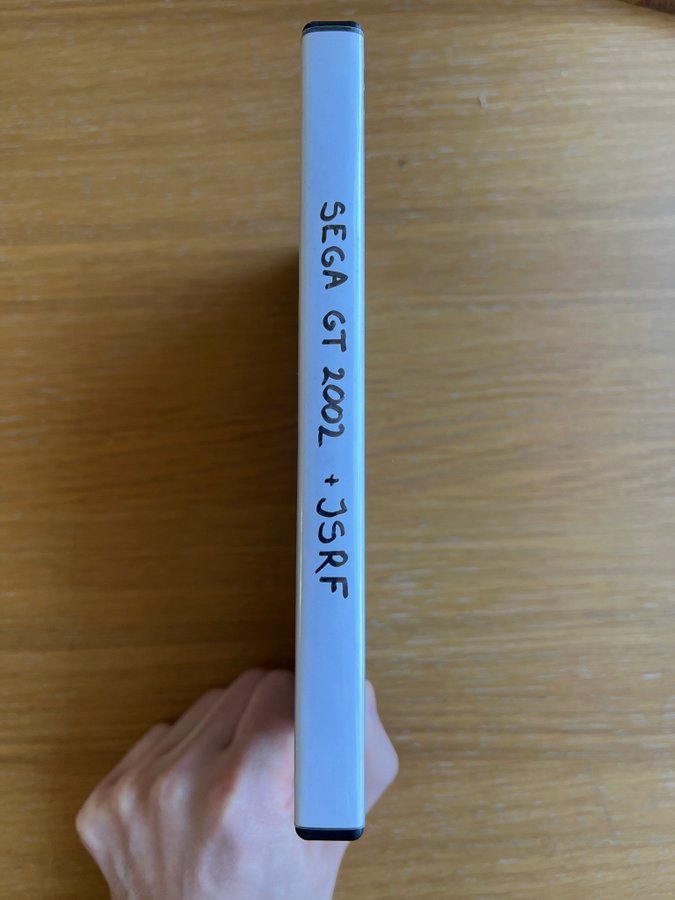 SEGA GT 2002 + JSRF